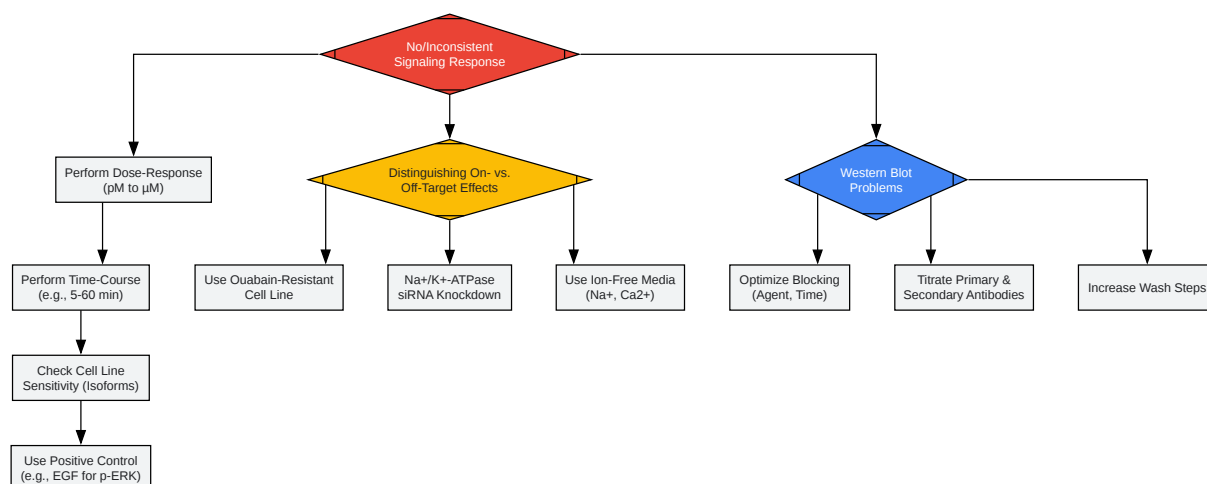 No/Inconsistent
Signaling Response
Perform Dose-Response
(pM to µM)
Distinguishing On- vs.
Off-Target Effects
Western Blot
Problems
Perform Time-Course
(e.g., 5-60 min)
Use Ouabain-Resistant
Cell Line
Na+/K+-ATPase
siRNA Knockdown
Use Ion-Free Media
(Na+, Ca2+)
Optimize Blocking
(Agent, Time)
Titrate Primary &
Secondary Antibodies
Increase Wash Steps
Check Cell Line
Sensitivity (Isoforms)
Use Positive Control
(e.g., EGF for p-ERK)